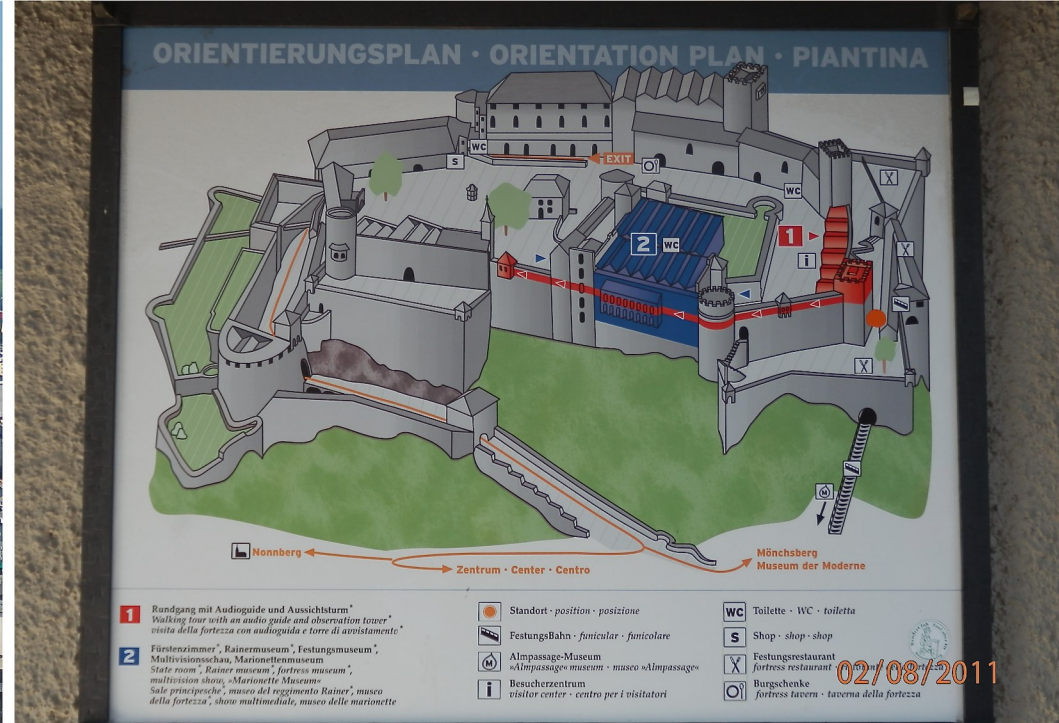 ORIENTIERUNGSPLAN · ORIENTATION PLAN · PIANTINA
WC
S
EXIT
WC
2 WC
1
i
M
Nonnberg
Zentrum · Center · Centro
Mönchsberg
Museum der Moderne
1 Rundgang mit Audioguide und Aussichtsturm*
Walking tour with an audio guide and observation tower*
visita della fortezza con audioguida e torre di avvistamento*
2 Fürstenzimmer*, Rainermuseum*, Festungsmuseum*,
Multivisionsschau, Marionettenmuseum
State room*, Rainer museum*, fortress museum*,
multivision show, »Marionette Museum«
Sale principesche*, museo del reggimento Rainer*, museo
della fortezza*, show multimediale, museo delle marionette
Standort · position · posizione
FestungsBahn · funicular · funicolare
M Almpassage-Museum
»Almpassage« museum · museo »Almpassage«
i Besucherzentrum
visitor center · centro per i visitatori
WC Toilette · WC · toiletta
S Shop · shop · shop
Festungsrestaurant
fortress restaurant
Burgschenke
fortress tavern · taverna della fortezza
02/08/2011